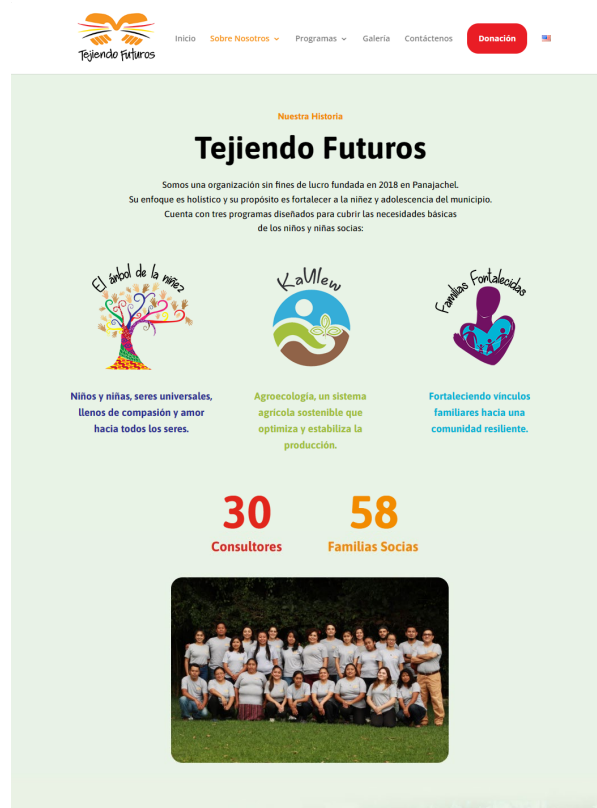 Tejiendo Futuros
Inicio
Sobre Nosotros
Programas
Galería
Contáctenos
Donación
Nuestra Historia
Tejiendo Futuros
Somos una organización sin fines de lucro fundada en 2018 en Panajachel.
Su enfoque es holístico y su propósito es fortalecer a la niñez y adolescencia del municipio.
Cuenta con tres programas diseñados para cubrir las necesidades básicas
de los niños y niñas socias:
El árbol de la niñez
Niños y niñas, seres universales,
llenos de compasión y amor
hacia todos los seres.
KaUlew
Agroecología, un sistema
agrícola sostenible que
optimiza y estabiliza la
producción.
Familias Fontalecidas
Fortaleciendo vínculos
familiares hacia una
comunidad resiliente.
30
Consultores
58
Familias Socias